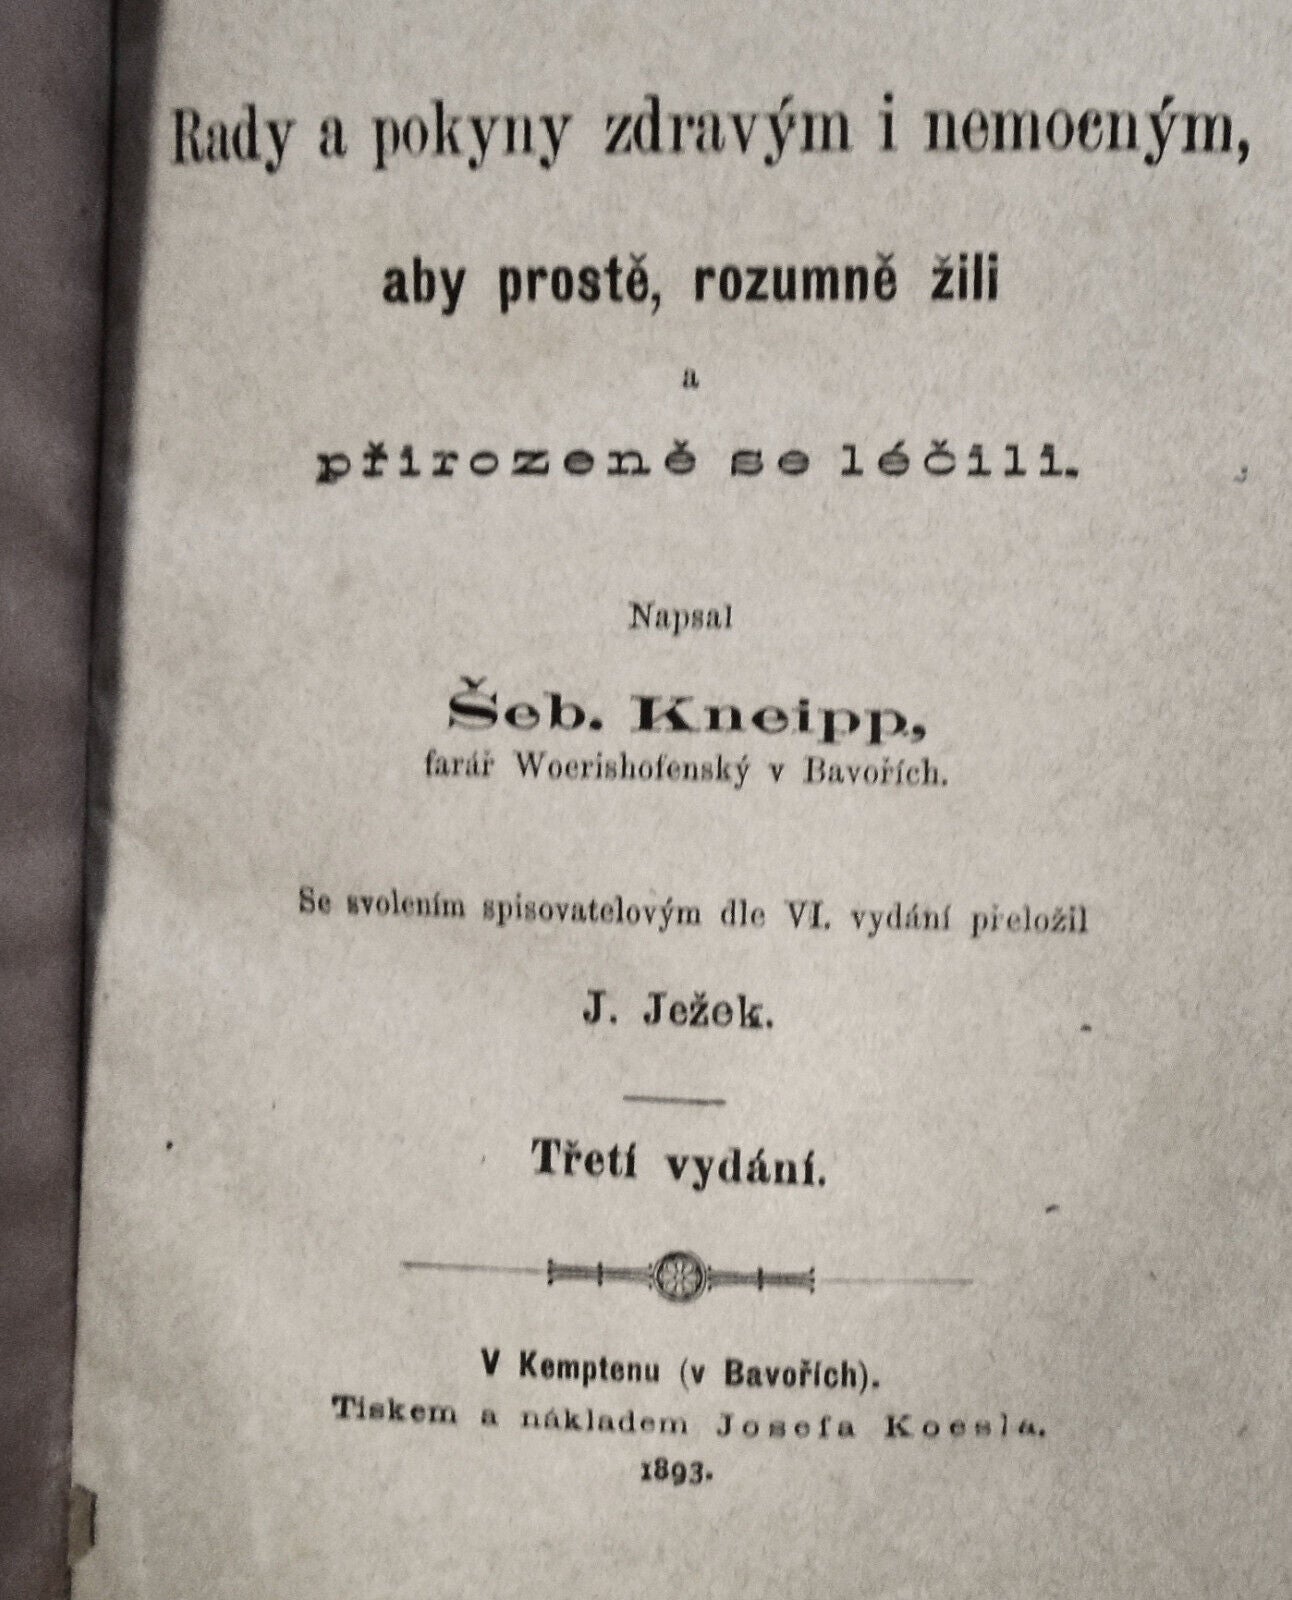 Rady a pokyny zdravým i nemocným,
aby prostě, rozumně žili
a
přirozeně se léčili.
Napsal
Šeb. Kneipp,
farář Woerishofenský v Bavořích.
Se svolením spisovatelovým dle VI. vydání přeložil
J. Ježek.
Třetí vydání.
V Kemptenu (v Bavořích).
Tiskem a nákladem Josefa Koesla.
1893.